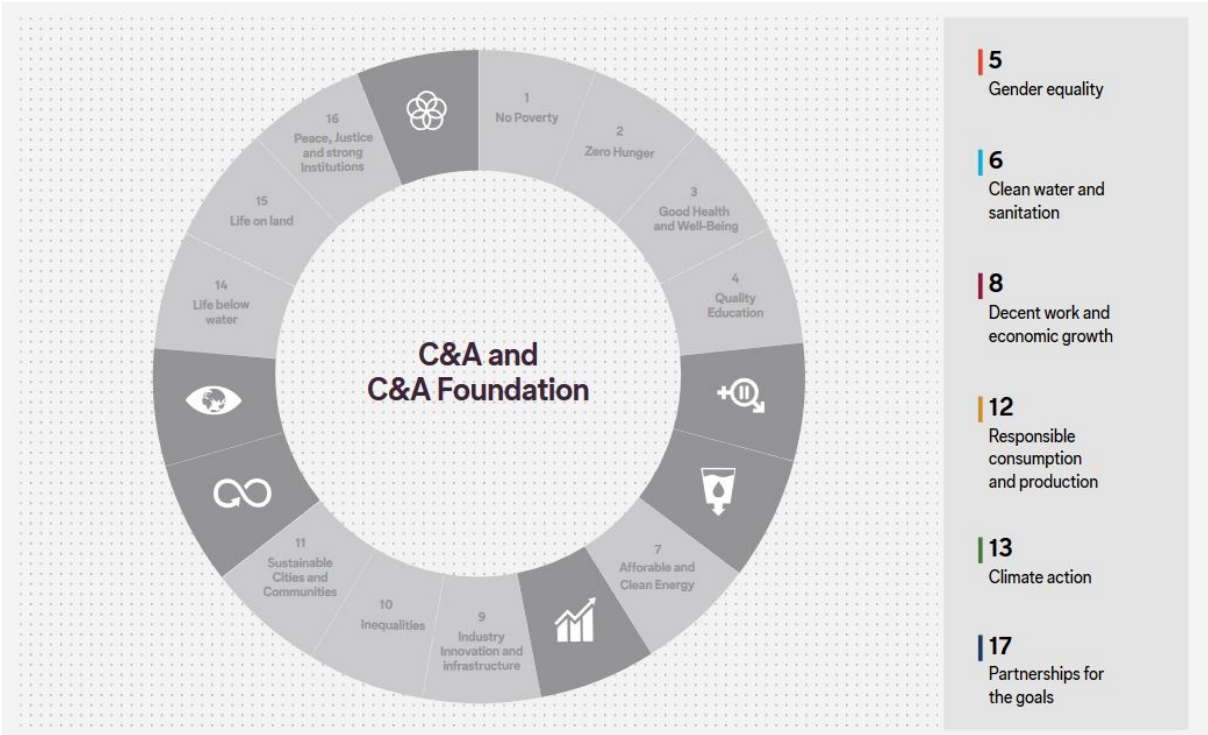 C&A and
C&A Foundation
1
No Poverty
2
Zero Hunger
3
Good Health
and Well-Being
4
Quality
Education
7
Afforable and
Clean Energy
9
Industry
Innovation and
infrastructure
10
Inequalities
11
Sustainable
Cities and
Communities
14
Life below
water
15
Life on land
16
Peace, Justice
and strong
Institutions
5
Gender equality
6
Clean water and
sanitation
8
Decent work and
economic growth
12
Responsible
consumption
and production
13
Climate action
17
Partnerships for
the goals